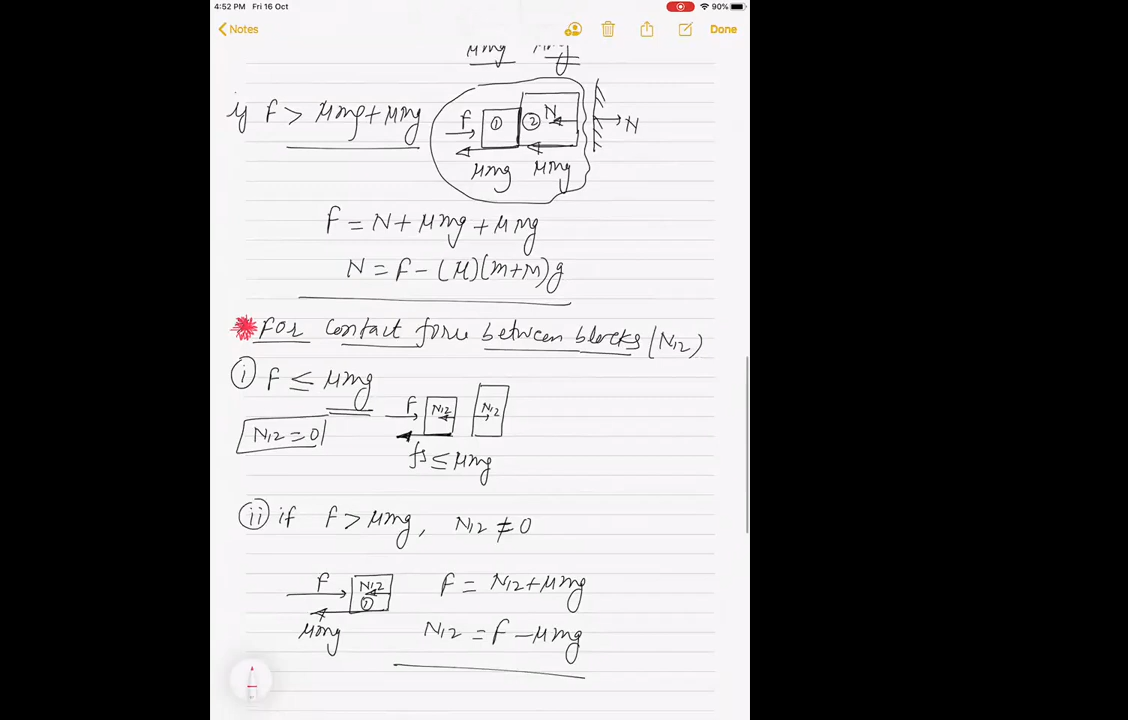 4:52 PM Fri 16 Oct
90%
Notes
Done
μmg μMg
if F > μmg + μMg
F ① ② N N
μmg μMg
F = N + μmg + μMg
N = F - (μ)(m+M)g
For contact force between blocks (N12)
ⓘ F ≤ μmg
F N12 N12
N12 = 0
fs ≤ μmg
ⓘⓘ if F > μmg, N12 ≠ 0
F N12 ① F = N12 + μmg
μmg N12 = F - μmg